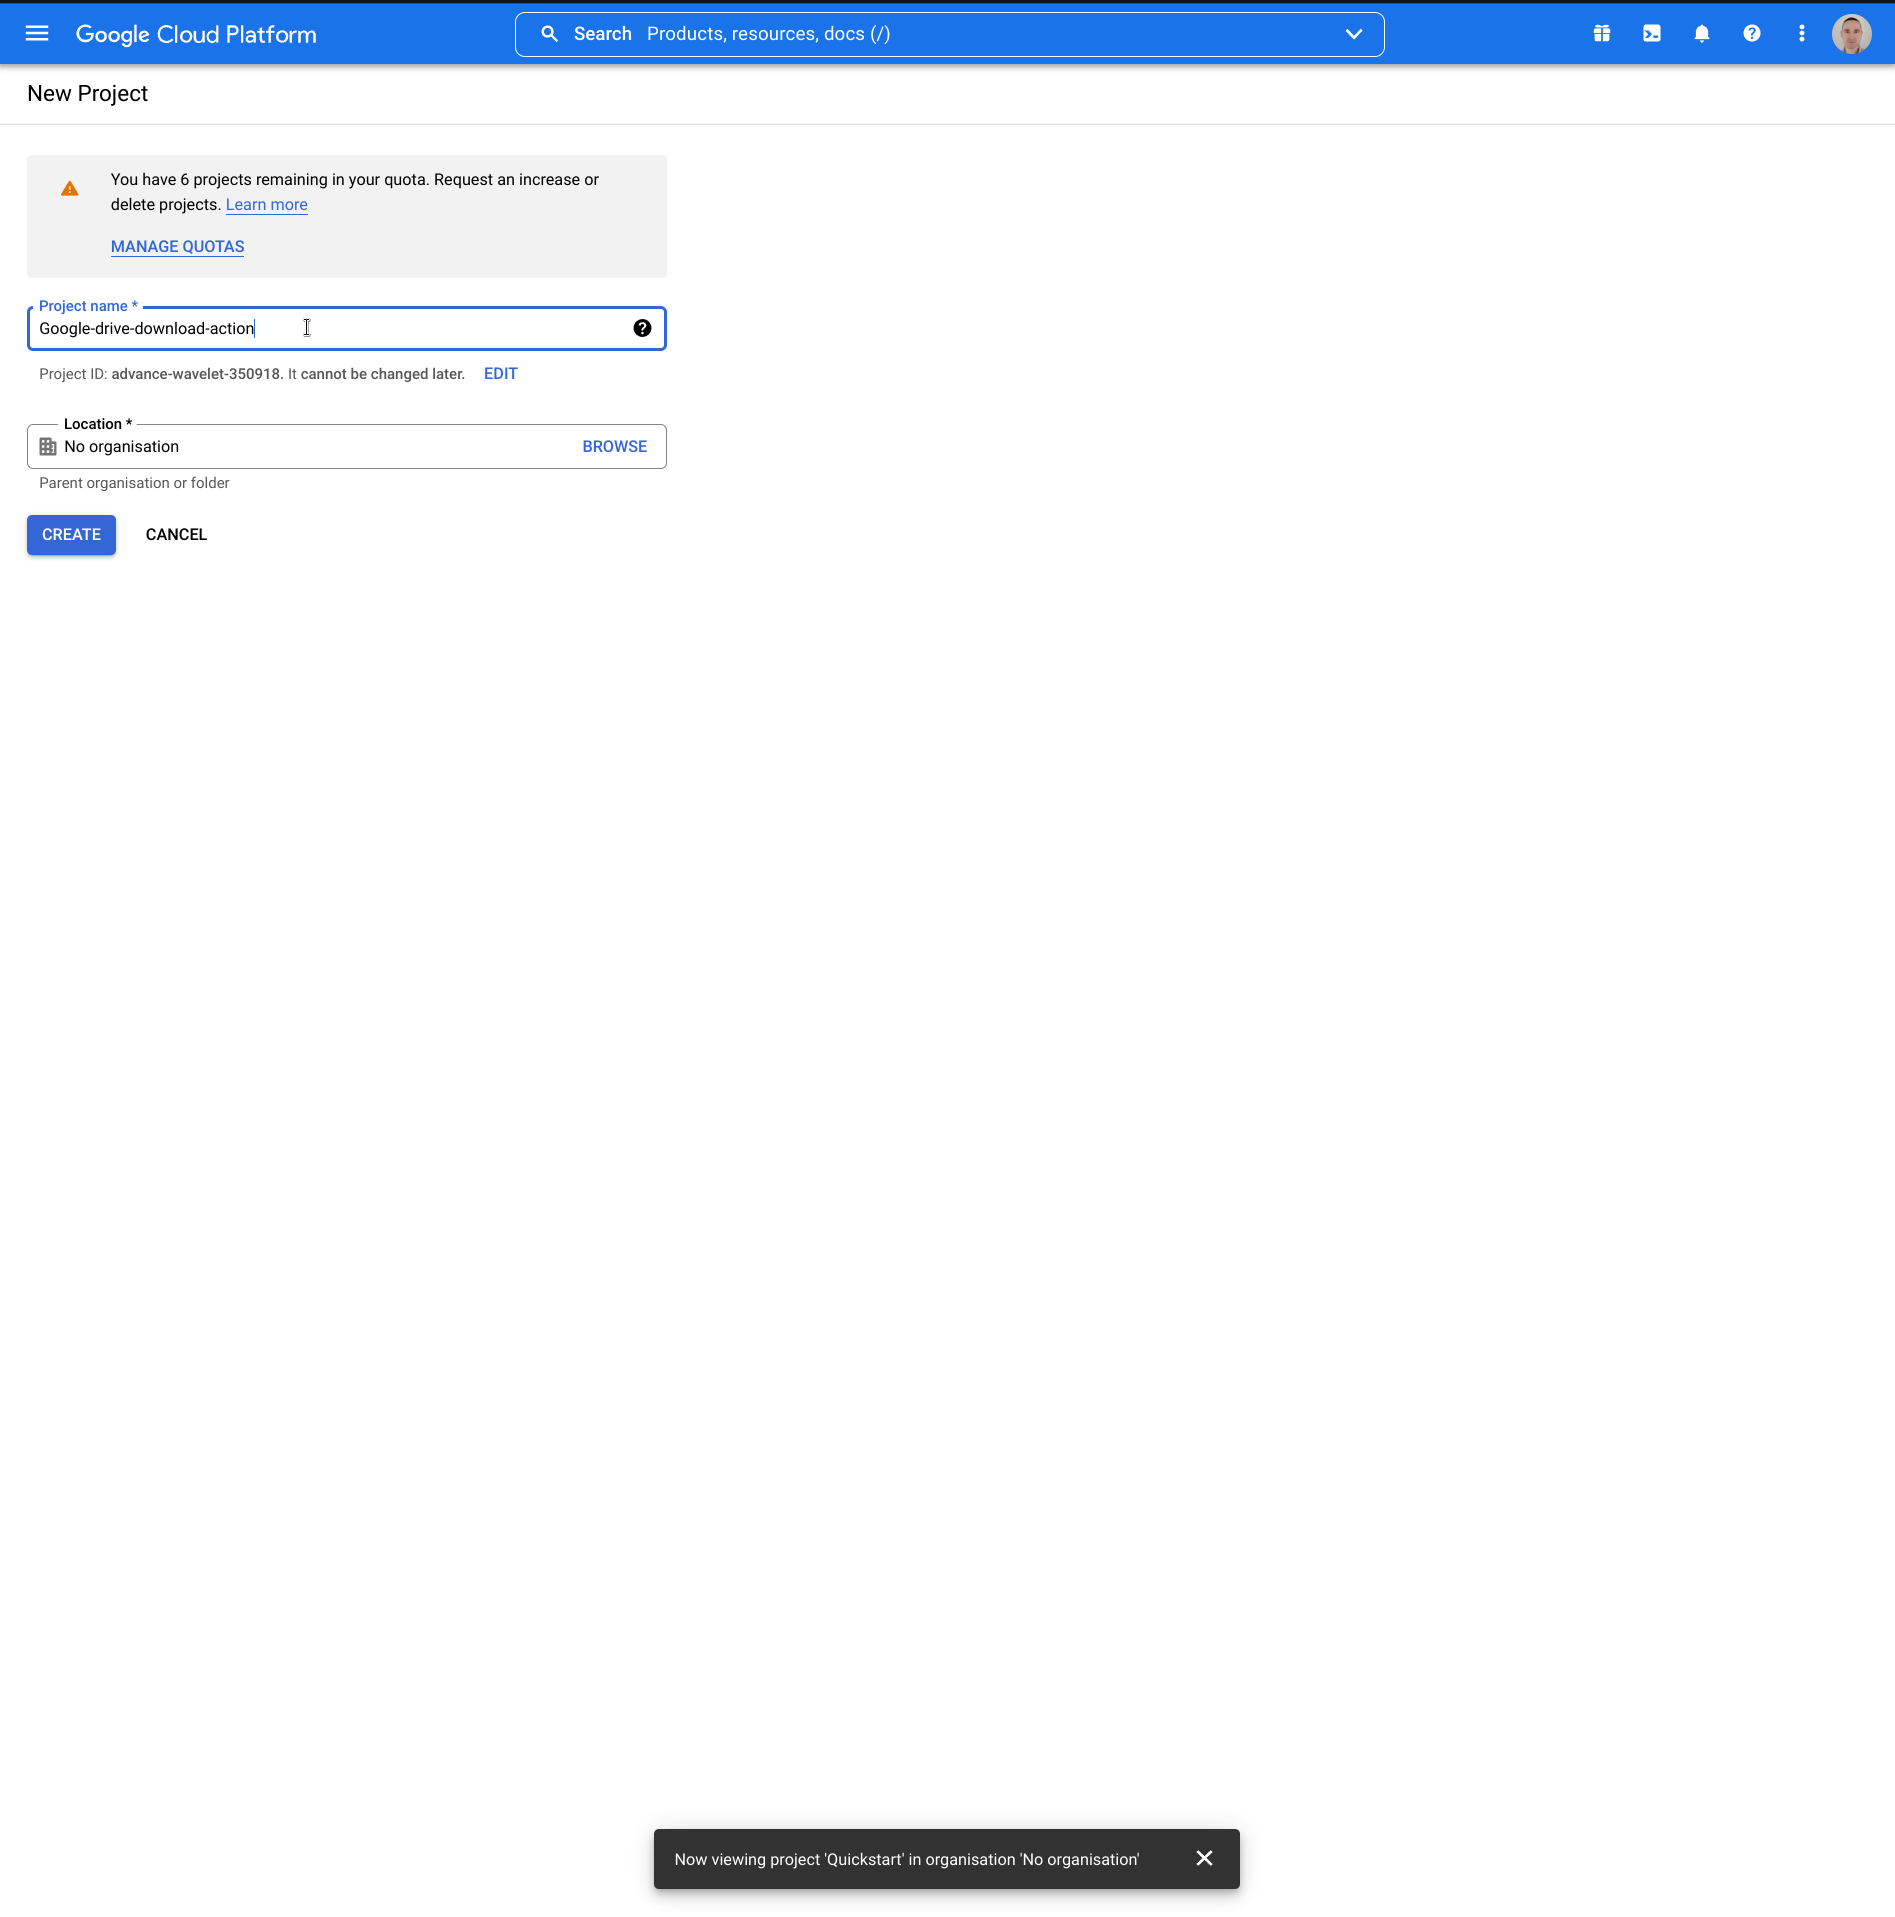 Google Cloud Platform
Search Products, resources, docs (/)
New Project
You have 6 projects remaining in your quota. Request an increase or
delete projects. Learn more
MANAGE QUOTAS
Project name *
Google-drive-download-action
Project ID: advance-wavelet-350918. It cannot be changed later. EDIT
Location *
No organisation BROWSE
Parent organisation or folder
CREATE CANCEL
Now viewing project 'Quickstart' in organisation 'No organisation'